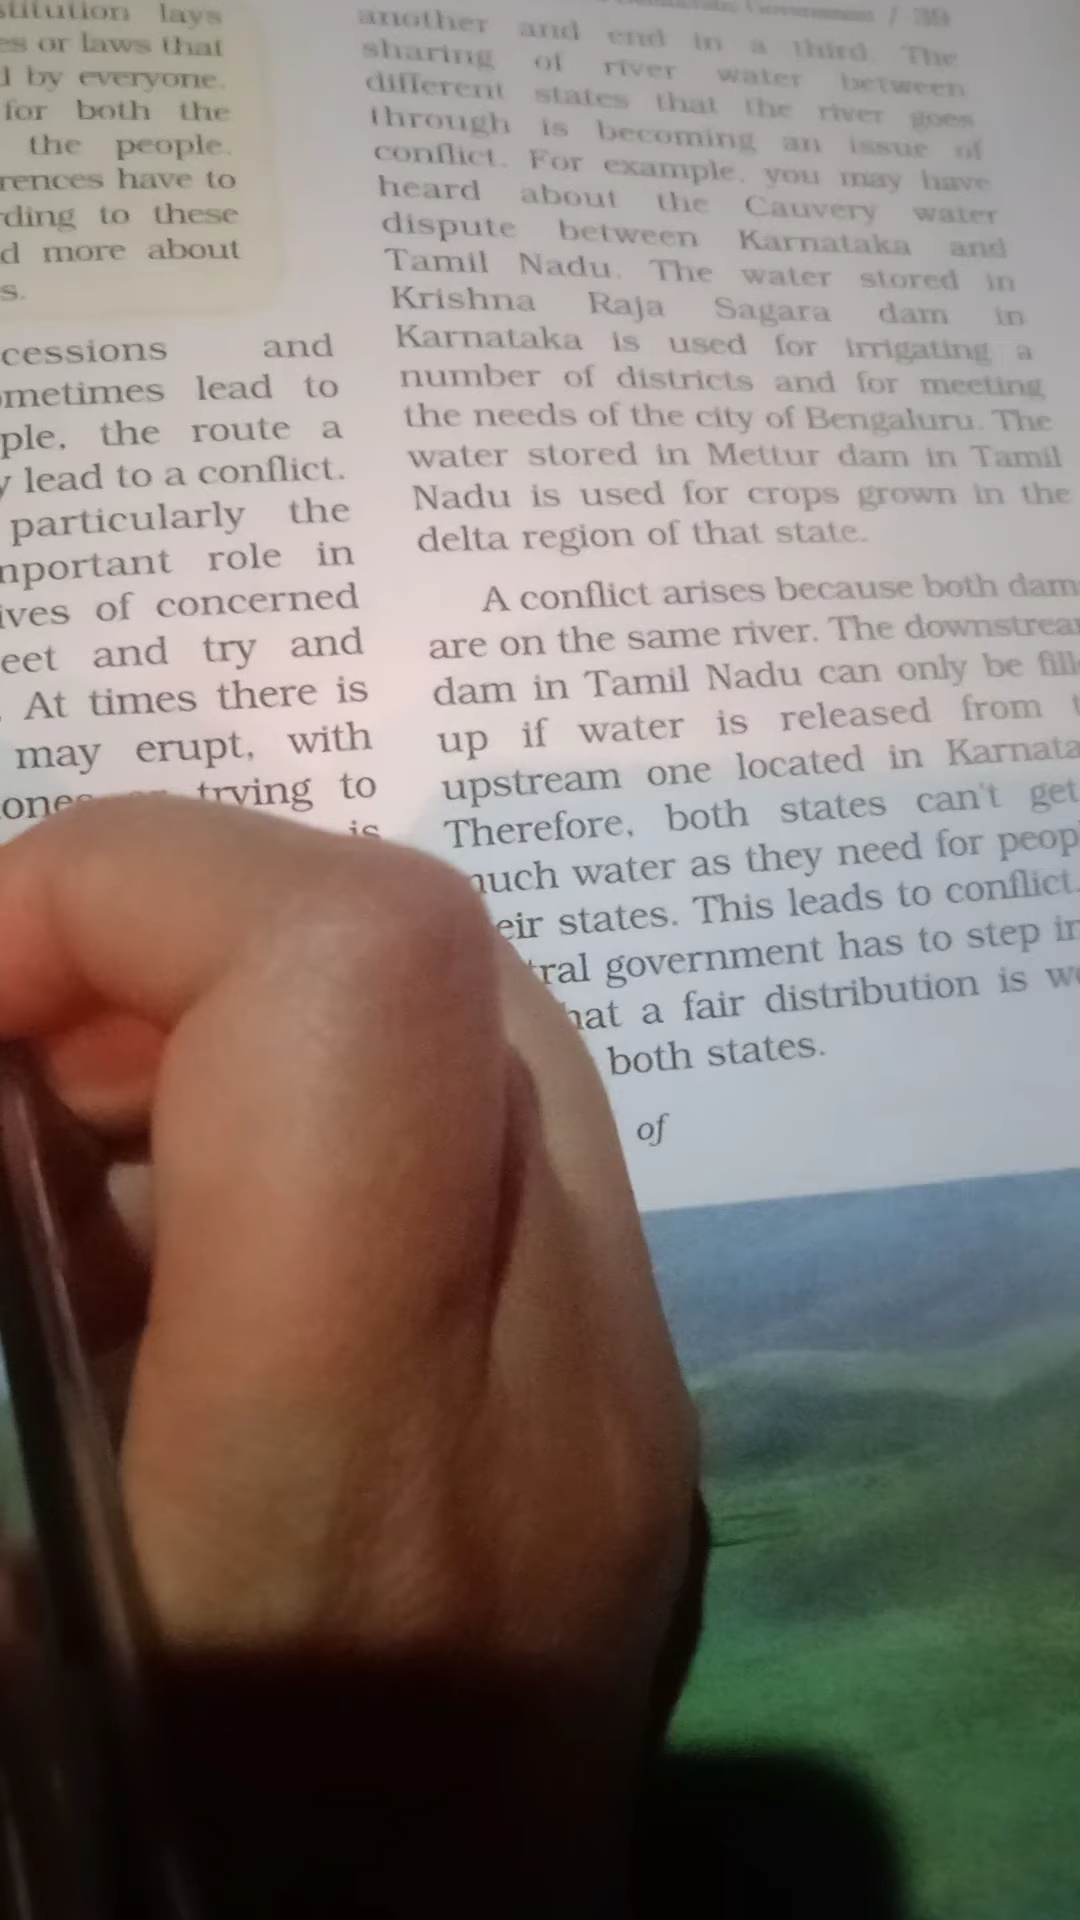 stitution lays
es or laws that
d by everyone.
for both the
the people.
rences have to
rding to these
d more about
s.
cessions and
ometimes lead to
ple, the route a
y lead to a conflict.
particularly the
mportant role in
ives of concerned
eet and try and
. At times there is
may erupt, with
ones trying to
is
Government / 39
another and end in a third. The
sharing of river water between
different states that the river goes
through is becoming an issue of
conflict. For example, you may have
heard about the Cauvery water
dispute between Karnataka and
Tamil Nadu. The water stored in
Krishna Raja Sagara dam in
Karnataka is used for irrigating a
number of districts and for meeting
the needs of the city of Bengaluru. The
water stored in Mettur dam in Tamil
Nadu is used for crops grown in the
delta region of that state.
A conflict arises because both dam
are on the same river. The downstrea
dam in Tamil Nadu can only be fill
up if water is released from t
upstream one located in Karnata
Therefore, both states can't get
much water as they need for peop
eir states. This leads to conflict.
tral government has to step in
hat a fair distribution is wo
both states.
of